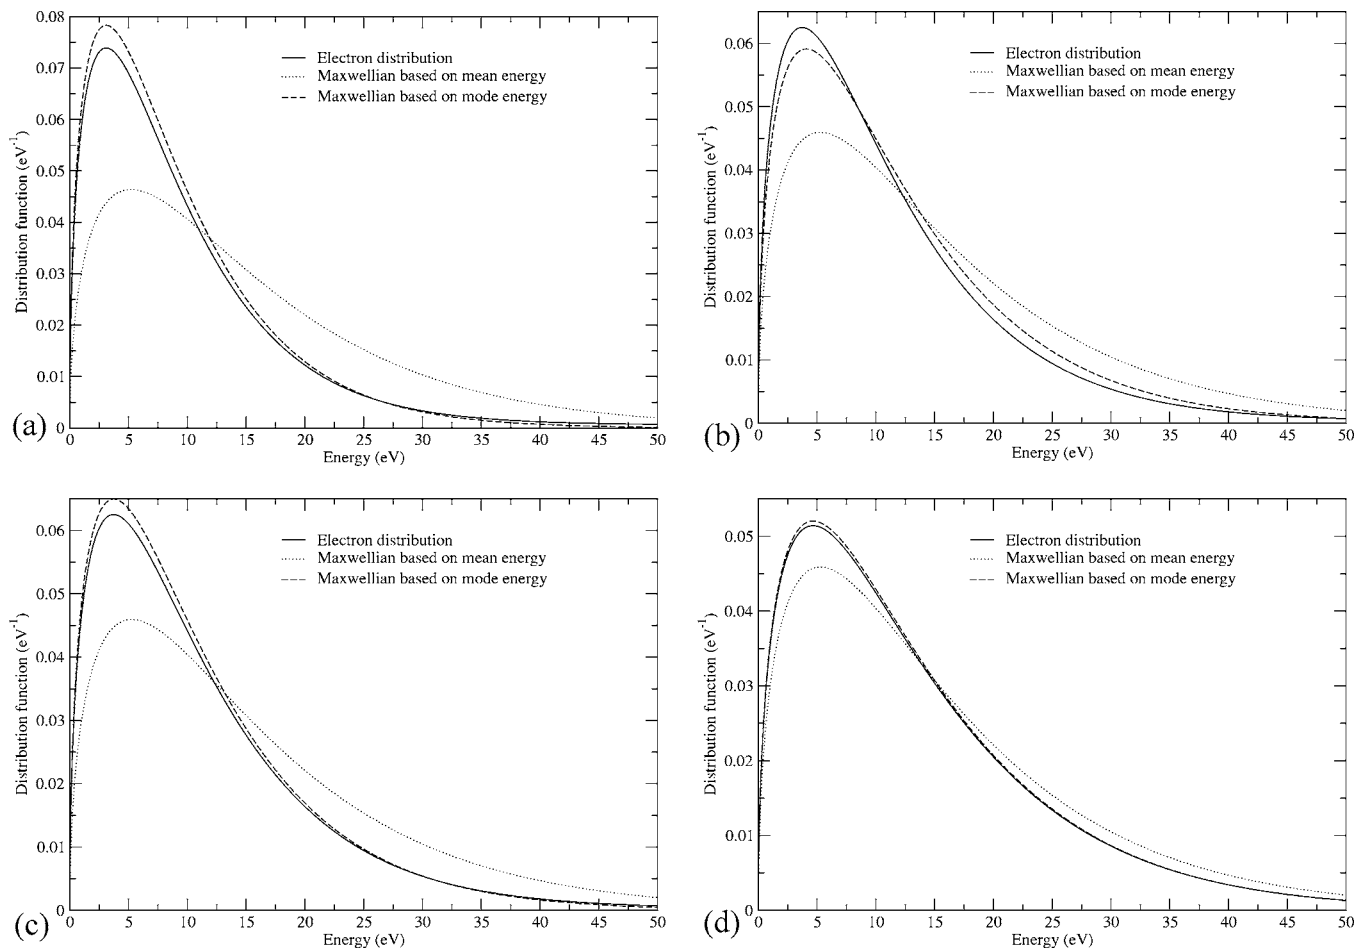 0.08
0.07
0.06
0.05
0.04
0.03
0.02
0.01
0
Distribution function (eV⁻¹)
Electron distribution
Maxwellian based on mean energy
Maxwellian based on mode energy
0 5 10 15 20 25 30 35 40 45 50
Energy (eV)
(a)
0.06
0.05
0.04
0.03
0.02
0.01
0
Distribution function (eV⁻¹)
Electron distribution
Maxwellian based on mean energy
Maxwellian based on mode energy
0 5 10 15 20 25 30 35 40 45 50
Energy (eV)
(b)
0.06
0.05
0.04
0.03
0.02
0.01
0
Distribution function (eV⁻¹)
Electron distribution
Maxwellian based on mean energy
Maxwellian based on mode energy
0 5 10 15 20 25 30 35 40 45 50
Energy (eV)
(c)
0.05
0.04
0.03
0.02
0.01
0
Distribution function (eV⁻¹)
Electron distribution
Maxwellian based on mean energy
Maxwellian based on mode energy
0 5 10 15 20 25 30 35 40 45 50
Energy (eV)
(d)